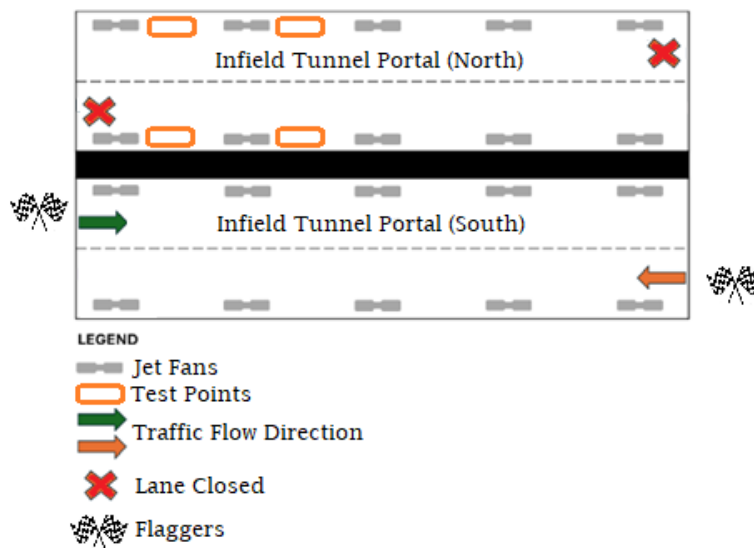 Infield Tunnel Portal (North)
Infield Tunnel Portal (South)
LEGEND
Jet Fans
Test Points
Traffic Flow Direction
Lane Closed
Flaggers